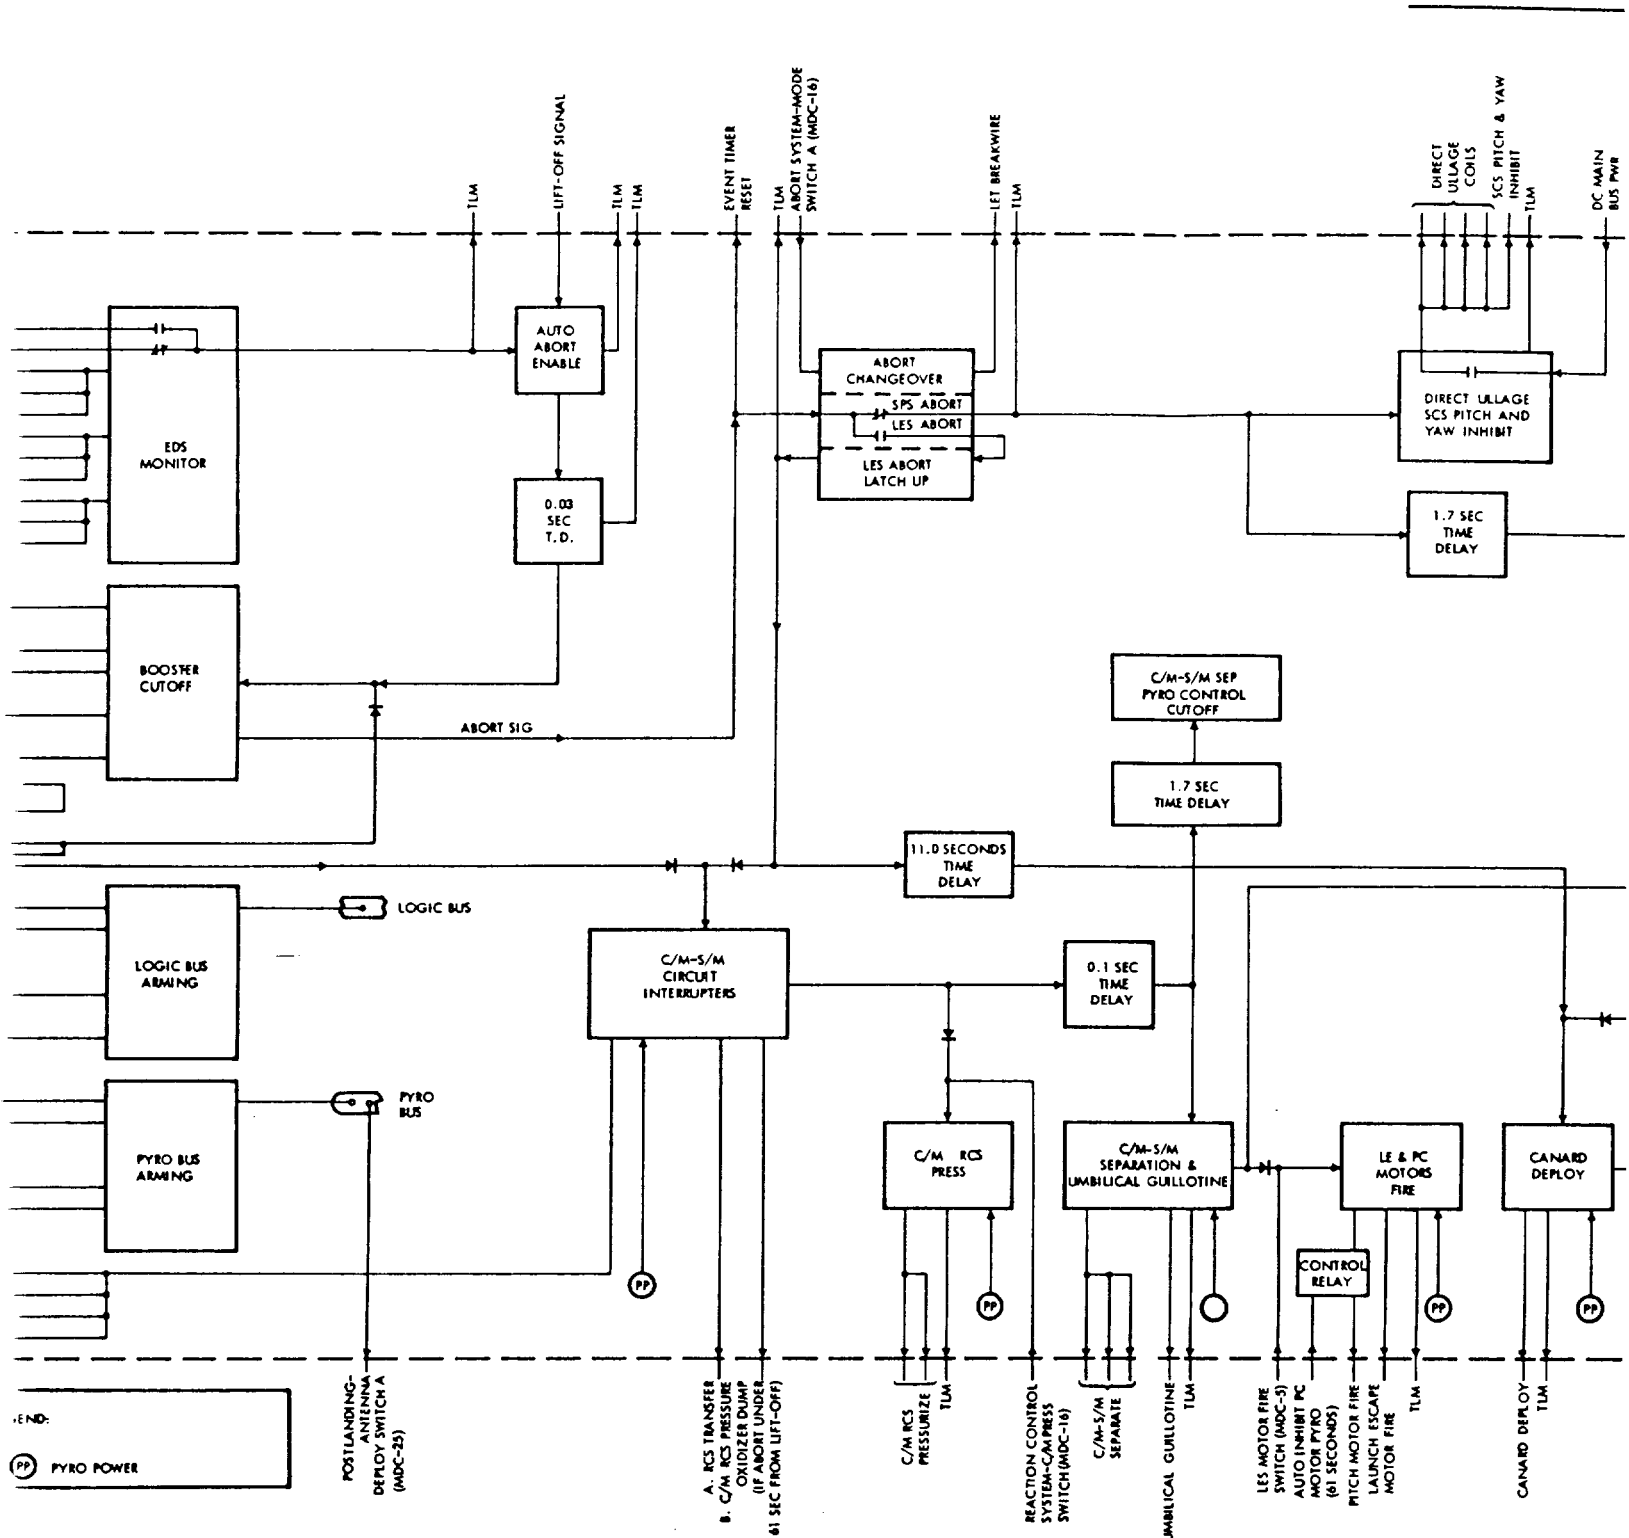 TLM
LIFT-OFF SIGNAL
TLM
TLM
EVENT TIMER
RESET
TLM
ABORT SYSTEM-MODE
SWITCH A (MDC-16)
LET BREAKWIRE
TLM
DIRECT
ULLAGE
COILS
SCS PITCH & YAW
INHIBIT
TLM
DC MAIN
BUS PWR
EDS
MONITOR
AUTO
ABORT
ENABLE
0.03
SEC
T.D.
ABORT
CHANGEOVER
SPS ABORT
LES ABORT
LES ABORT
LATCH UP
DIRECT ULLAGE
SCS PITCH AND
YAW INHIBIT
1.7 SEC
TIME
DELAY
BOOSTER
CUTOFF
ABORT SIG
C/M-S/M SEP
PYRO CONTROL
CUTOFF
1.7 SEC
TIME DELAY
11.0 SECONDS
TIME
DELAY
LOGIC BUS
ARMING
LOGIC BUS
C/M-S/M
CIRCUIT
INTERRUPTERS
0.1 SEC
TIME
DELAY
PYRO BUS
ARMING
PYRO
BUS
C/M RCS
PRESS
C/M-S/M
SEPARATION &
UMBILICAL GUILLOTINE
LE & PC
MOTORS
FIRE
CANARD
DEPLOY
CONTROL
RELAY
PP
PP
PP
PP
POSTLANDING-
ANTENNA
DEPLOY SWITCH A
(MDC-25)
A. RCS TRANSFER
B. C/M RCS PRESSURE
OXIDIZER DUMP
(IF ABORT UNDER
61 SEC FROM LIFT-OFF)
C/M RCS
PRESSURIZE
TLM
REACTION CONTROL
SYSTEM-C/M PRESS
SWITCH (MDC-16)
C/M-S/M
SEPARATE
UMBILICAL GUILLOTINE
TLM
LES MOTOR FIRE
SWITCH (MDC-5)
AUTO INHIBIT PC
MOTOR PYRO
(61 SECONDS)
PITCH MOTOR FIRE
LAUNCH ESCAPE
MOTOR FIRE
TLM
CANARD DEPLOY
TLM
END:
PP PYRO POWER